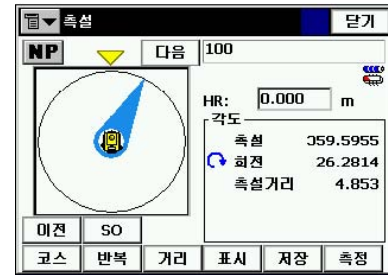 측설 닫기
NP 다음 100
HR: 0.000 m
각도
측설 359.5955
회전 26.2814
측설거리 4.853
이전 SO
코스 반복 거리 표시 저장 측정